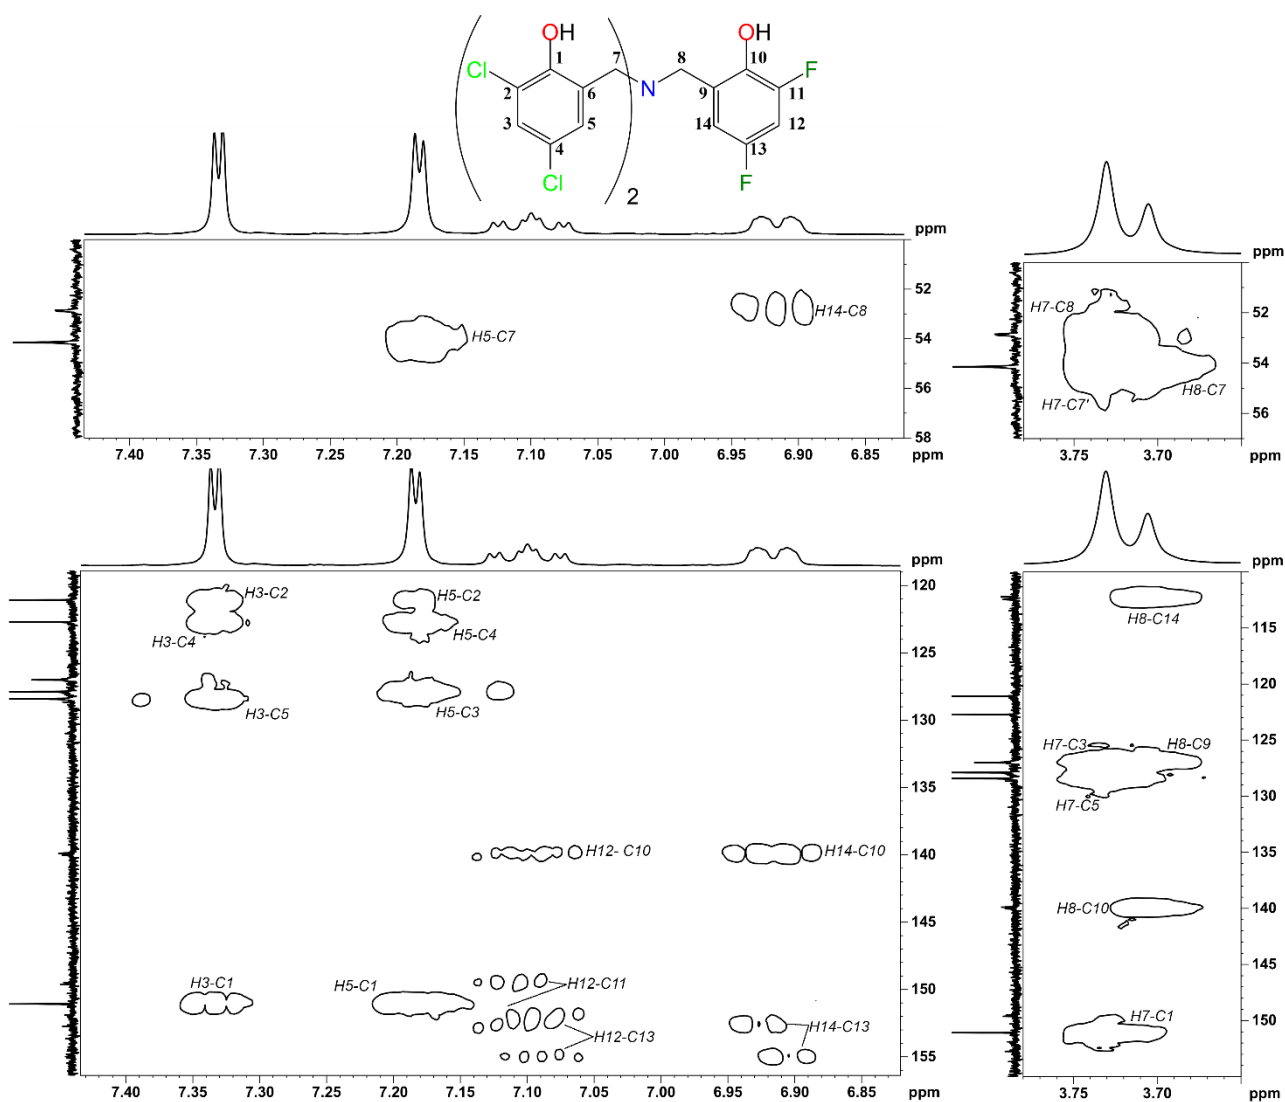 OH
OH
1
7
8
10
Cl
F
2
6
N
9
11
3
5
14
12
4
13
Cl
F
2
ppm
ppm
52
54
56
58
H14-C8
H5-C7
52
54
56
H7-C8
H7-C7'
H8-C7
7.40 7.35 7.30 7.25 7.20 7.15 7.10 7.05 7.00 6.95 6.90 6.85 ppm
3.75 3.70 ppm
ppm
ppm
120
125
130
135
140
145
150
155
H3-C2
H5-C2
H3-C4
H5-C4
H3-C5
H5-C3
H12- C10
H14-C10
H3-C1
H5-C1
H12-C11
H12-C13
H14-C13
115
120
125
130
135
140
145
150
H8-C14
H7-C3
H8-C9
H7-C5
H8-C10
H7-C1
7.40 7.35 7.30 7.25 7.20 7.15 7.10 7.05 7.00 6.95 6.90 6.85 ppm
3.75 3.70 ppm